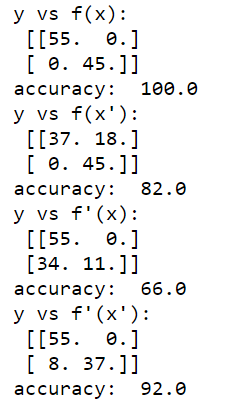 y vs f(x):
[[55.  0.]
[ 0. 45.]]
accuracy:  100.0
y vs f(x'):
[[37. 18.]
[ 0. 45.]]
accuracy:  82.0
y vs f'(x):
[[55.  0.]
[34. 11.]]
accuracy:  66.0
y vs f'(x'):
[[55.  0.]
[ 8. 37.]]
accuracy:  92.0